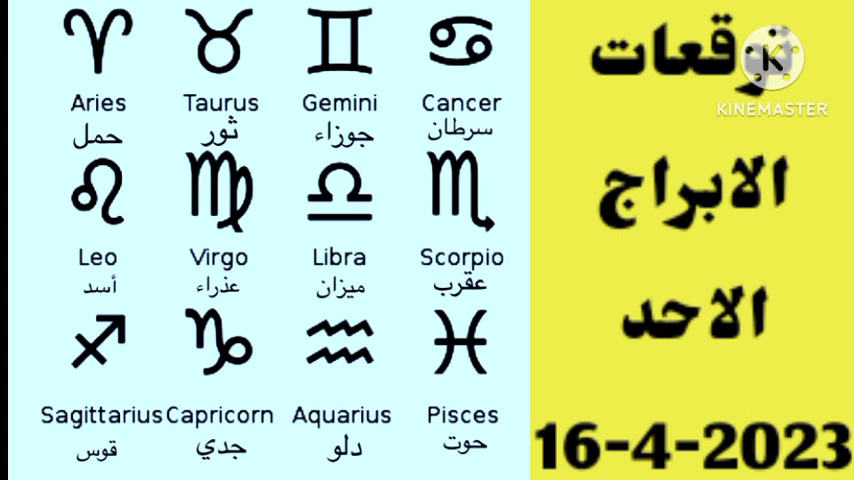 Aries Taurus Gemini Cancer
حمل ثور جوزاء سرطان
Leo Virgo Libra Scorpio
أسد عذراء ميزان عقرب
Sagittarius Capricorn Aquarius Pisces
قوس جدي دلو حوت
توقعات
KINEMASTER
الابراج
الاحد
16-4-2023